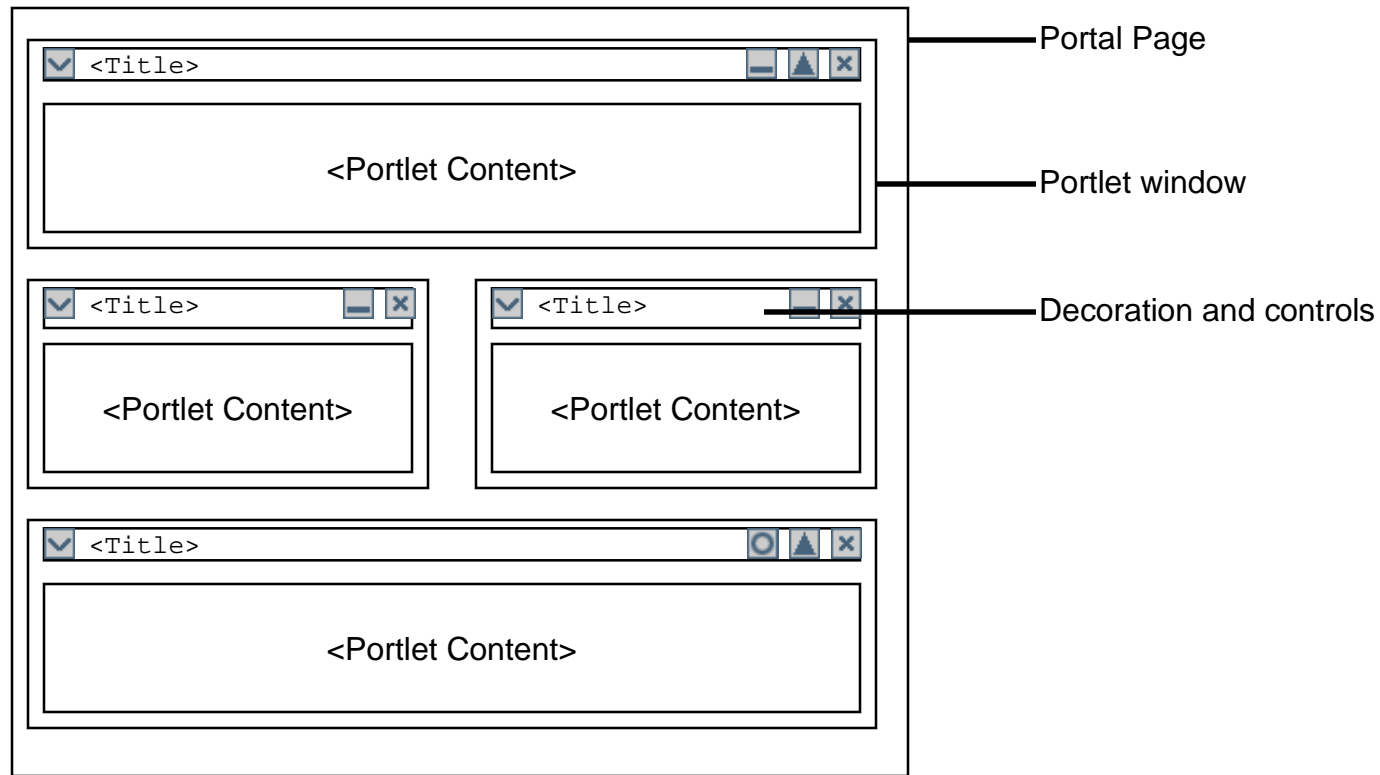 Portal Page
<Title>
<Portlet Content>
Portlet window
<Title>
<Title>
Decoration and controls
<Portlet Content>
<Portlet Content>
<Title>
<Portlet Content>